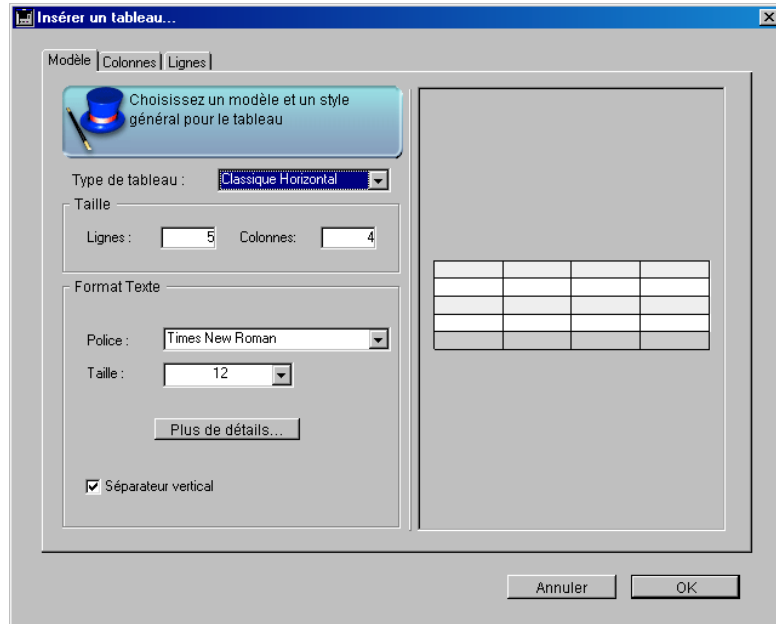 Insérer un tableau...
Modèle
Colonnes
Lignes
Choisissez un modèle et un style
général pour le tableau
Type de tableau :
Classique Horizontal
Taille
Lignes :
5
Colonnes:
4
Format Texte
Police :
Times New Roman
Taille :
12
Plus de détails...
Séparateur vertical
Annuler
OK